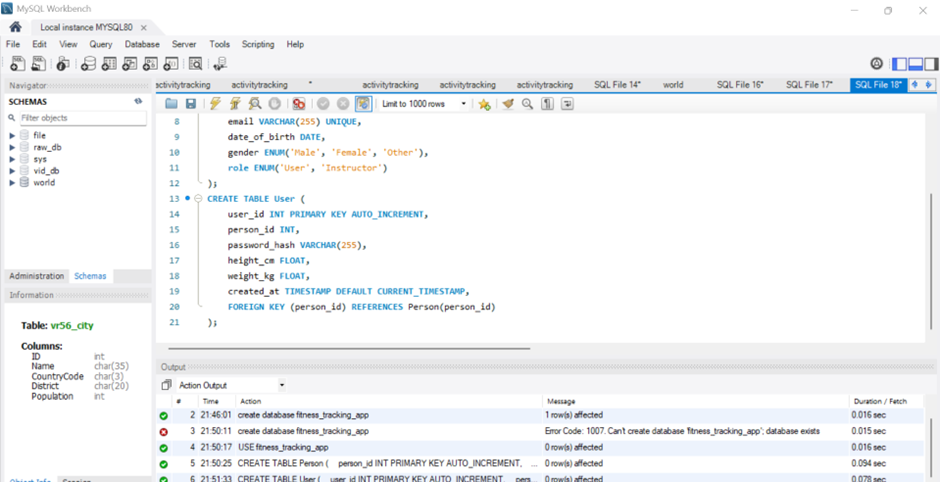 MySQL Workbench
Local instance MYSQL80
File Edit View Query Database Server Tools Scripting Help
Navigator
SCHEMAS
Filter objects
file
raw_db
sys
vid_db
world
Administration Schemas
Information
Table: vr56_city
Columns:
ID int
Name char(35)
CountryCode char(3)
District char(20)
Population int
activitytracking activitytracking * activitytracking activitytracking activitytracking SQL File 14* world SQL File 16* SQL File 17* SQL File 18*
Limit to 1000 rows
8 email VARCHAR(255) UNIQUE,
9 date_of_birth DATE,
10 gender ENUM('Male', 'Female', 'Other'),
11 role ENUM('User', 'Instructor')
12 );
13 CREATE TABLE User (
14 user_id INT PRIMARY KEY AUTO_INCREMENT,
15 person_id INT,
16 password_hash VARCHAR(255),
17 height_cm FLOAT,
18 weight_kg FLOAT,
19 created_at TIMESTAMP DEFAULT CURRENT_TIMESTAMP,
20 FOREIGN KEY (person_id) REFERENCES Person(person_id)
21 );
Output
Action Output
# Time Action Message Duration / Fetch
2 21:46:01 create database fitness_tracking_app 1 row(s) affected 0.016 sec
3 21:50:11 create database fitness_tracking_app Error Code: 1007. Can't create database 'fitness_tracking_app'; database exists 0.015 sec
4 21:50:17 USE fitness_tracking_app 0 row(s) affected 0.016 sec
5 21:50:25 CREATE TABLE Person ( person_id INT PRIMARY KEY AUTO_INCREMENT, ... 0 row(s) affected 0.094 sec
6 21:51:33 CREATE TABLE User ( user_id INT PRIMARY KEY AUTO_INCREMENT, pers... 0 row(s) affected 0.078 sec
Object Info Session